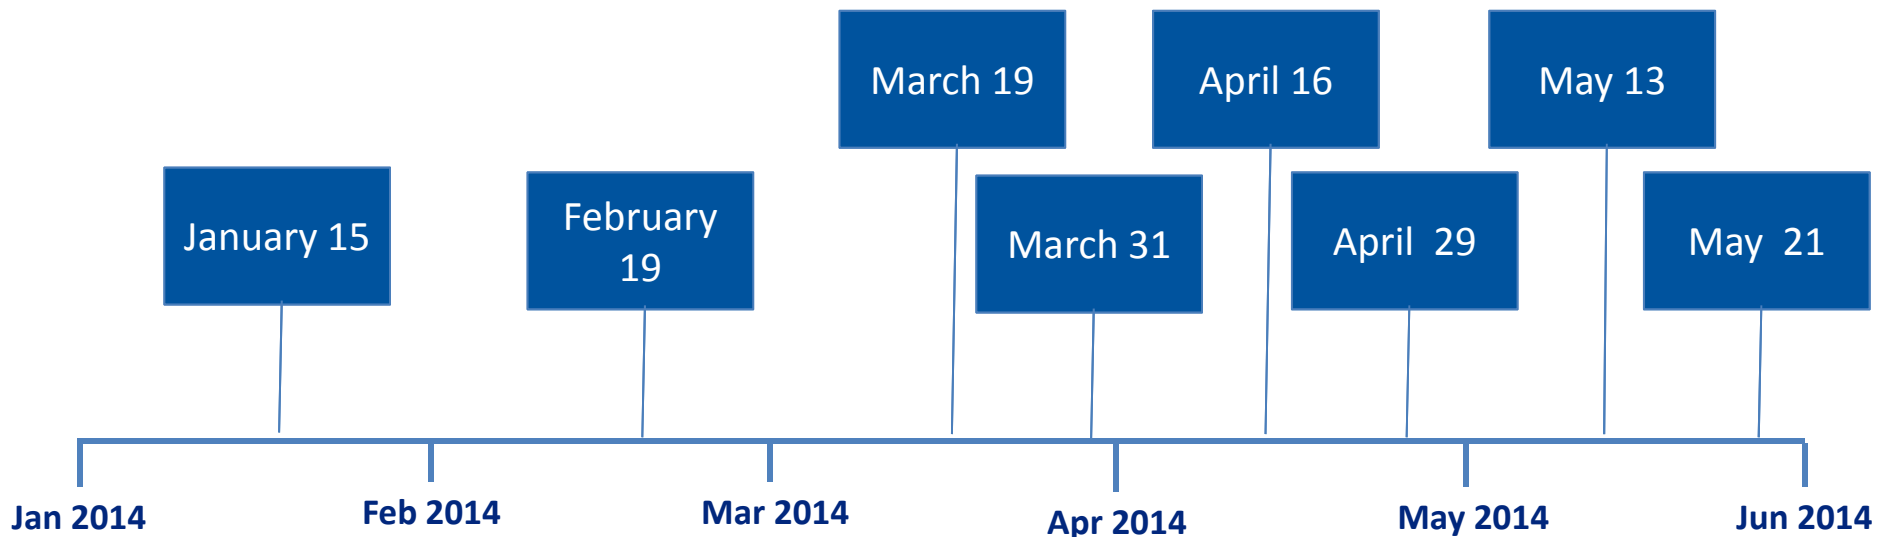 March 19
April 16
May 13
January 15
February
19
March 31
April  29
May  21
Jan 2014
Feb 2014
Mar 2014
Apr 2014
May 2014
Jun 2014